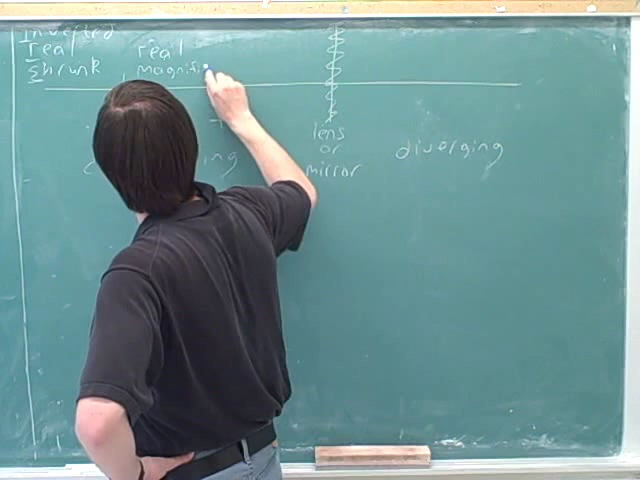 Inverted
real
shrunk
real
magnifi
lens
or
mirror
diverging